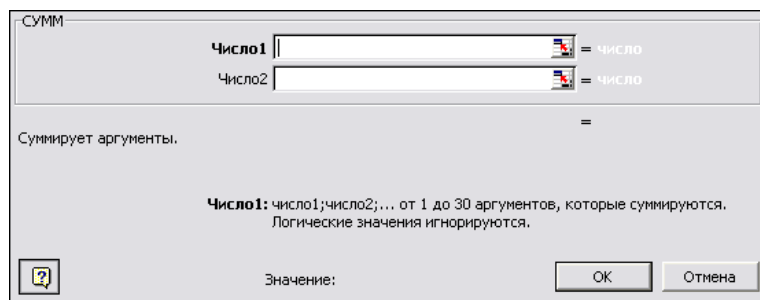 СУММ
Число1 = число
Число2 = число
=
Суммирует аргументы.
Число1: число1;число2;... от 1 до 30 аргументов, которые суммируются.
Логические значения игнорируются.
? Значение: OK Отмена